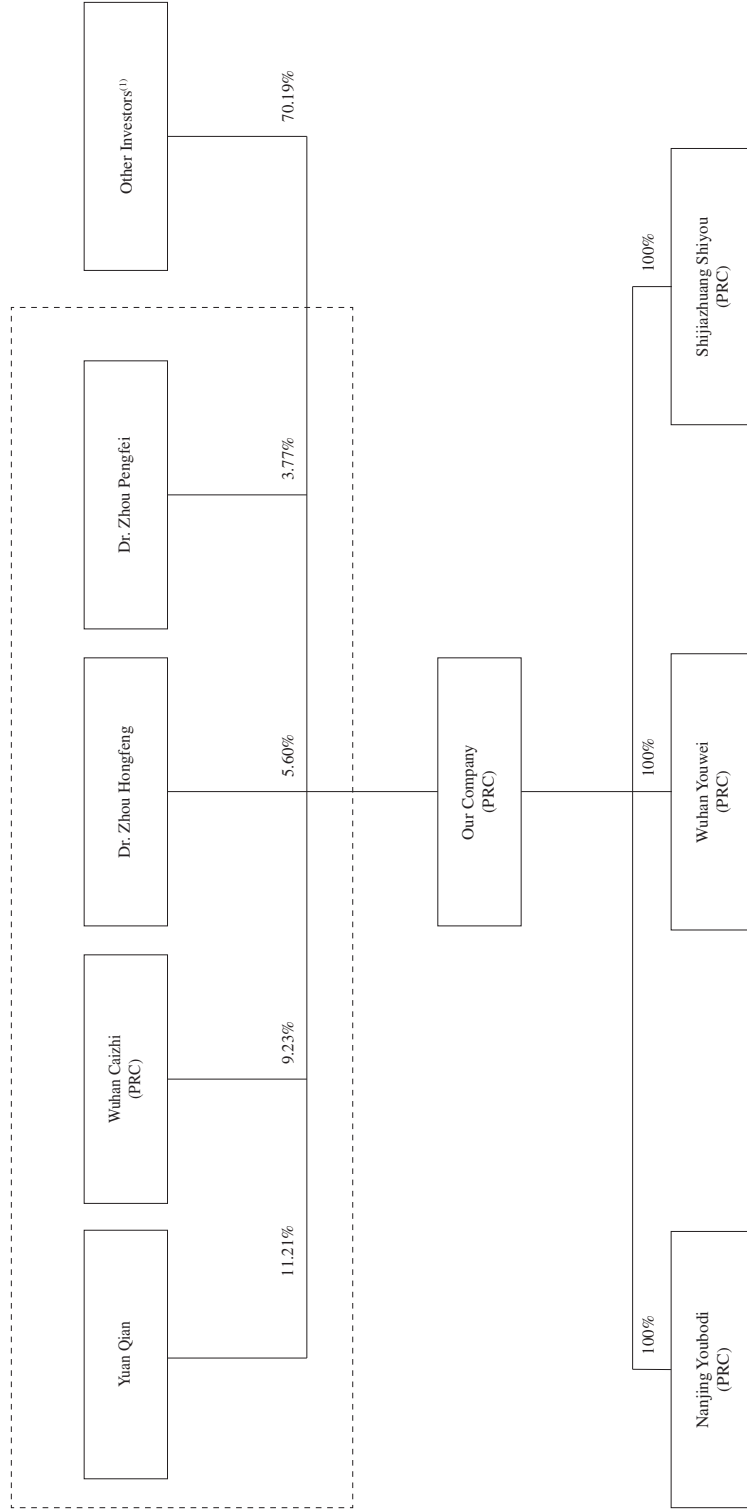 Yuan Qian
Wuhan Caizhi
(PRC)
Dr. Zhou Hongfeng
Dr. Zhou Pengfei
Other Investors(1)
11.21%
9.23%
5.60%
3.77%
70.19%
Our Company
(PRC)
100%
100%
100%
Nanjing Youbodi
(PRC)
Wuhan Youwei
(PRC)
Shijiazhuang Shiyou
(PRC)